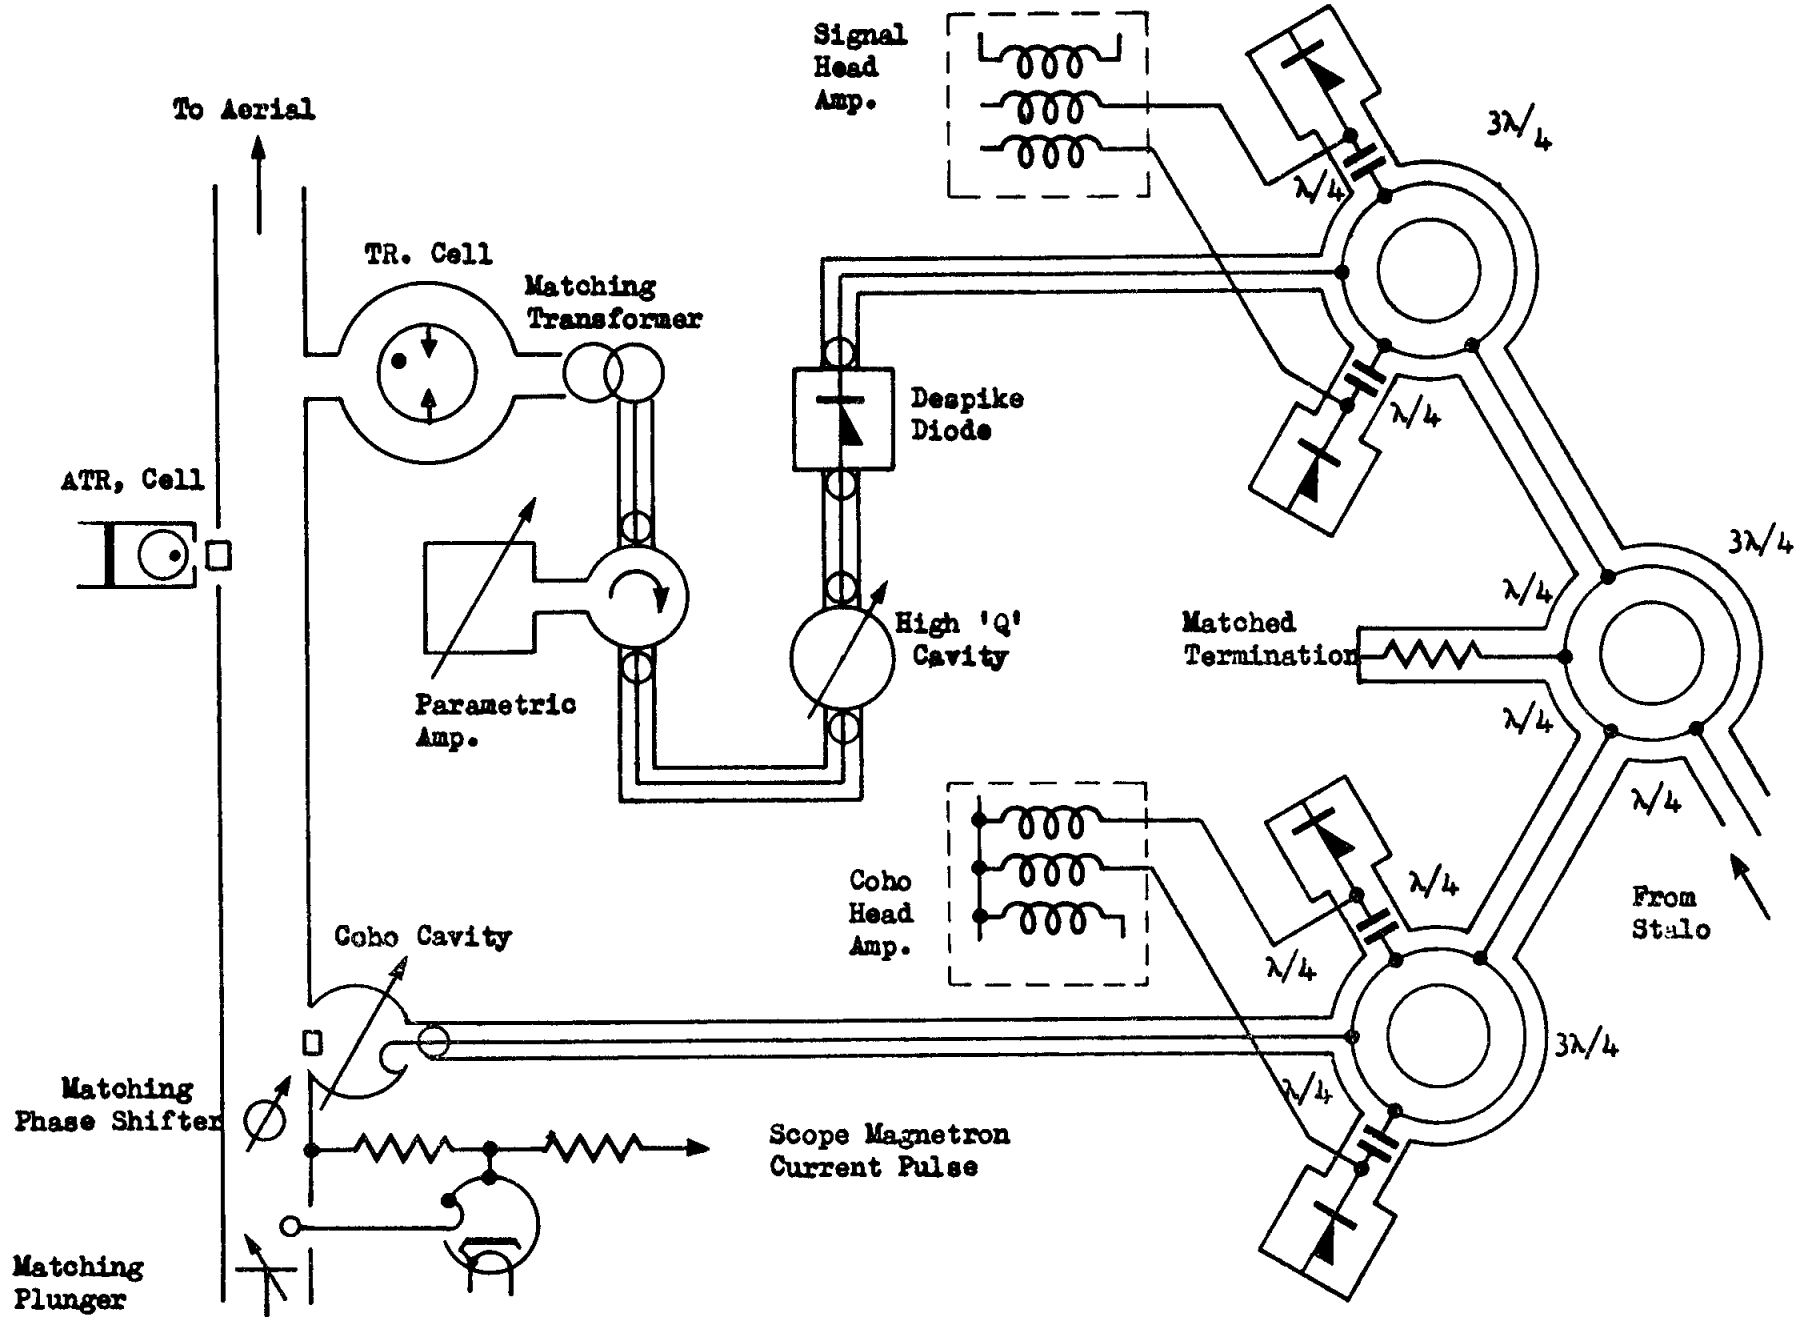 Signal
Head
Amp.
To Aerial
3λ/4
λ/4
TR. Cell
Matching
Transformer
Despike
Diode
λ/4
ATR, Cell
3λ/4
λ/4
High 'Q'
Cavity
Matched
Termination
Parametric
Amp.
λ/4
λ/4
Coho
Head
Amp.
λ/4
From
Stalo
Coho Cavity
λ/4
3λ/4
Matching
Phase Shifter
λ/4
Scope Magnetron
Current Pulse
Matching
Plunger